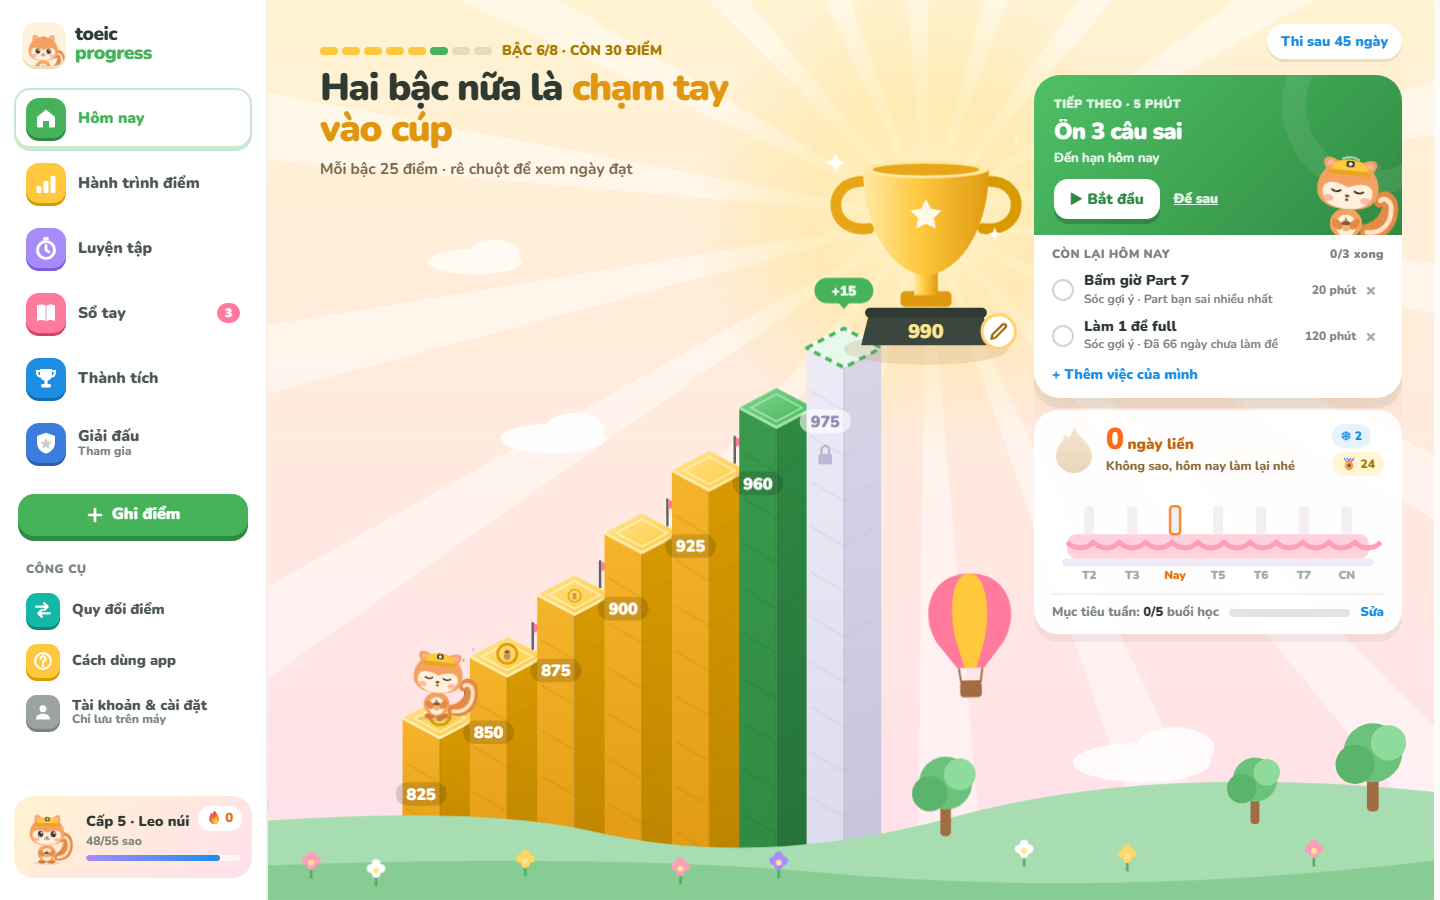 toeic
progress
Hôm nay
Hành trình điểm
Luyện tập
Sổ tay
3
Thành tích
Giải đấu
Tham gia
+ Ghi điểm
CÔNG CỤ
Quy đổi điểm
Cách dùng app
Tài khoản & cài đặt
Chỉ lưu trên máy
Cấp 5 · Leo núi
0
48/55 sao
BẬC 6/8 · CÒN 30 ĐIỂM
Hai bậc nữa là chạm tay
vào cúp
Mỗi bậc 25 điểm · rê chuột để xem ngày đạt
+15
990
975
960
925
900
875
850
825
Thi sau 45 ngày
TIẾP THEO · 5 PHÚT
Ôn 3 câu sai
Đến hạn hôm nay
Bắt đầu
Để sau
CÒN LẠI HÔM NAY
0/3 xong
Bấm giờ Part 7
Sóc gợi ý · Part bạn sai nhiều nhất
20 phút ×
Làm 1 đề full
Sóc gợi ý · Đã 66 ngày chưa làm đề
120 phút ×
+ Thêm việc của mình
0 ngày liền
2
Không sao, hôm nay làm lại nhé
24
T2 T3 Nay T5 T6 T7 CN
Mục tiêu tuần: 0/5 buổi học
Sửa